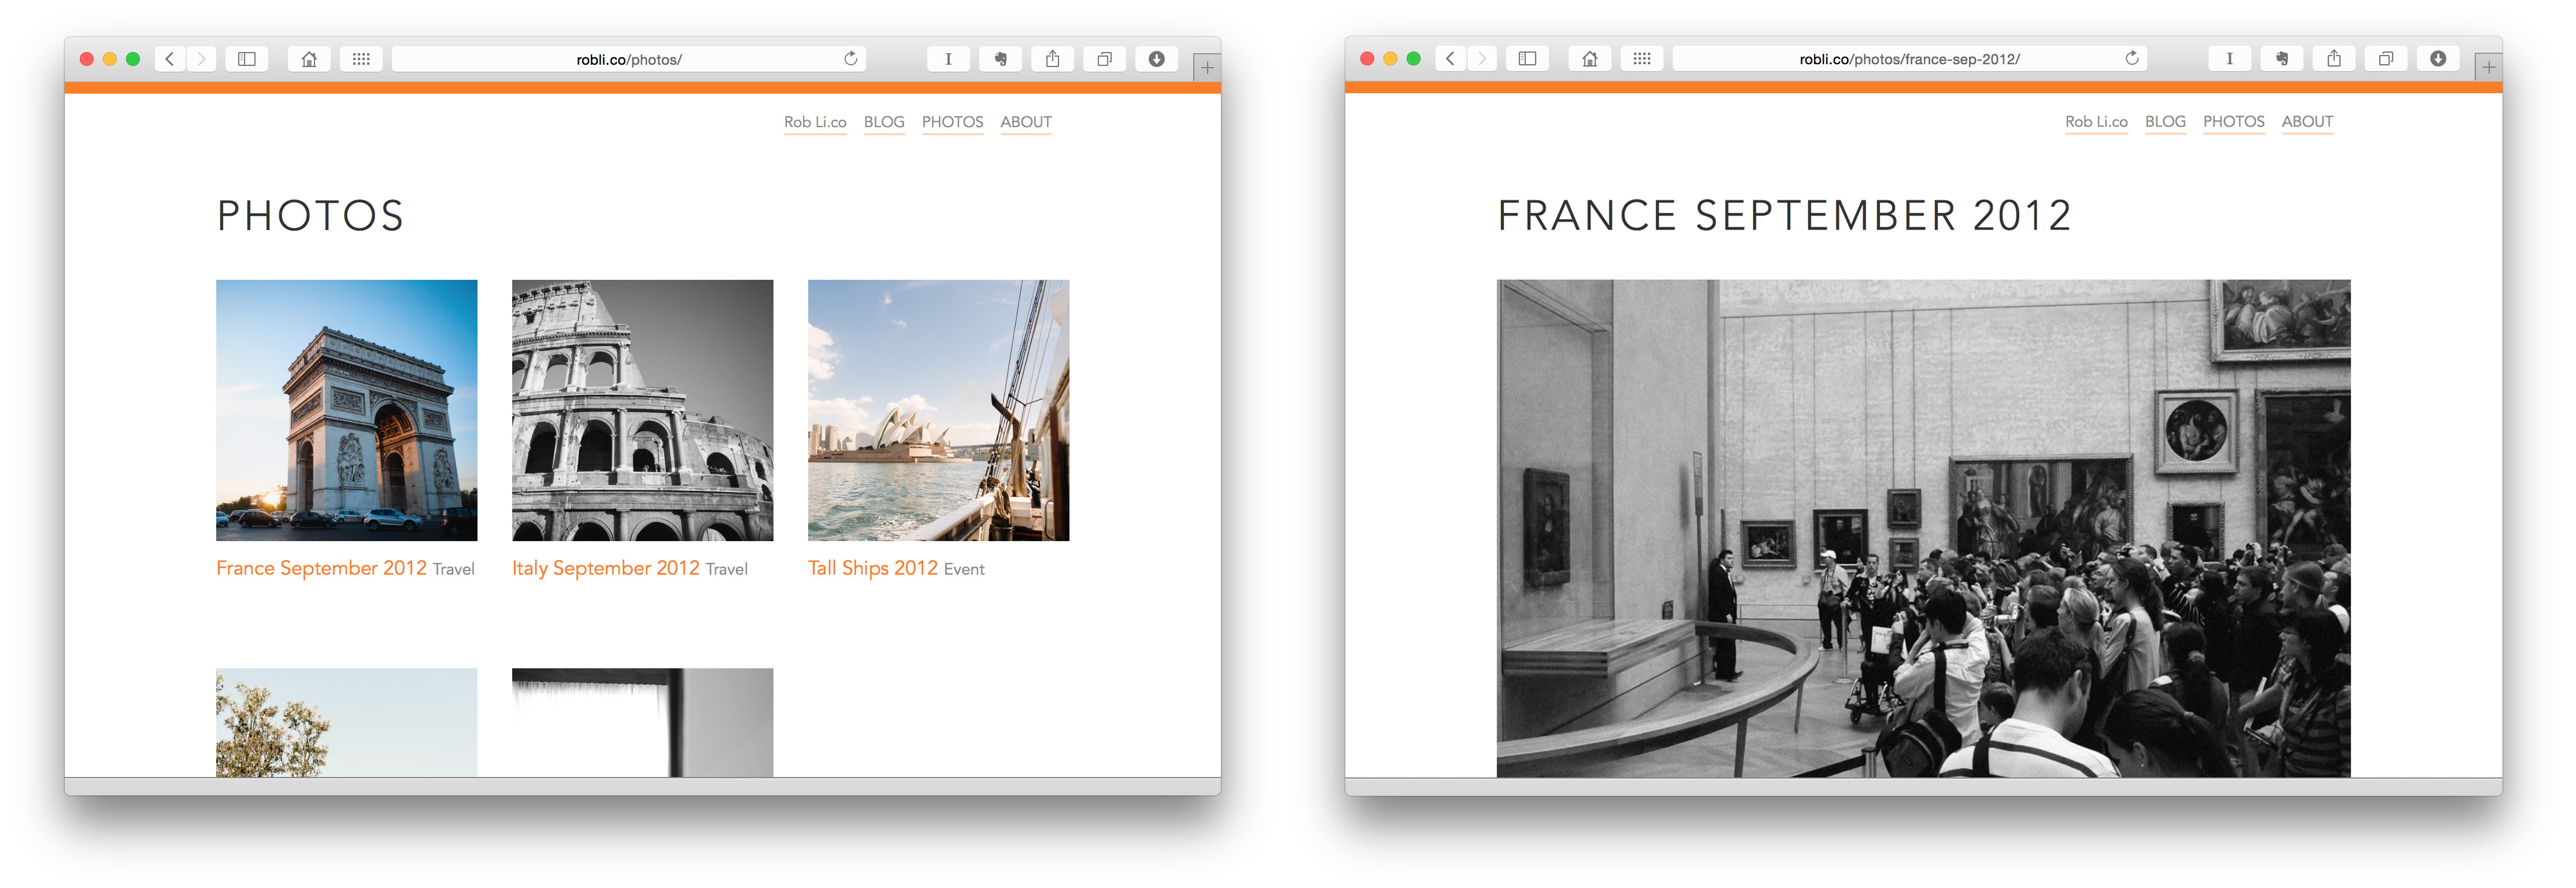 robli.co/photos/
Rob Li.co BLOG PHOTOS ABOUT
PHOTOS
France September 2012 Travel
Italy September 2012 Travel
Tall Ships 2012 Event
robli.co/photos/france-sep-2012/
Rob Li.co BLOG PHOTOS ABOUT
FRANCE SEPTEMBER 2012